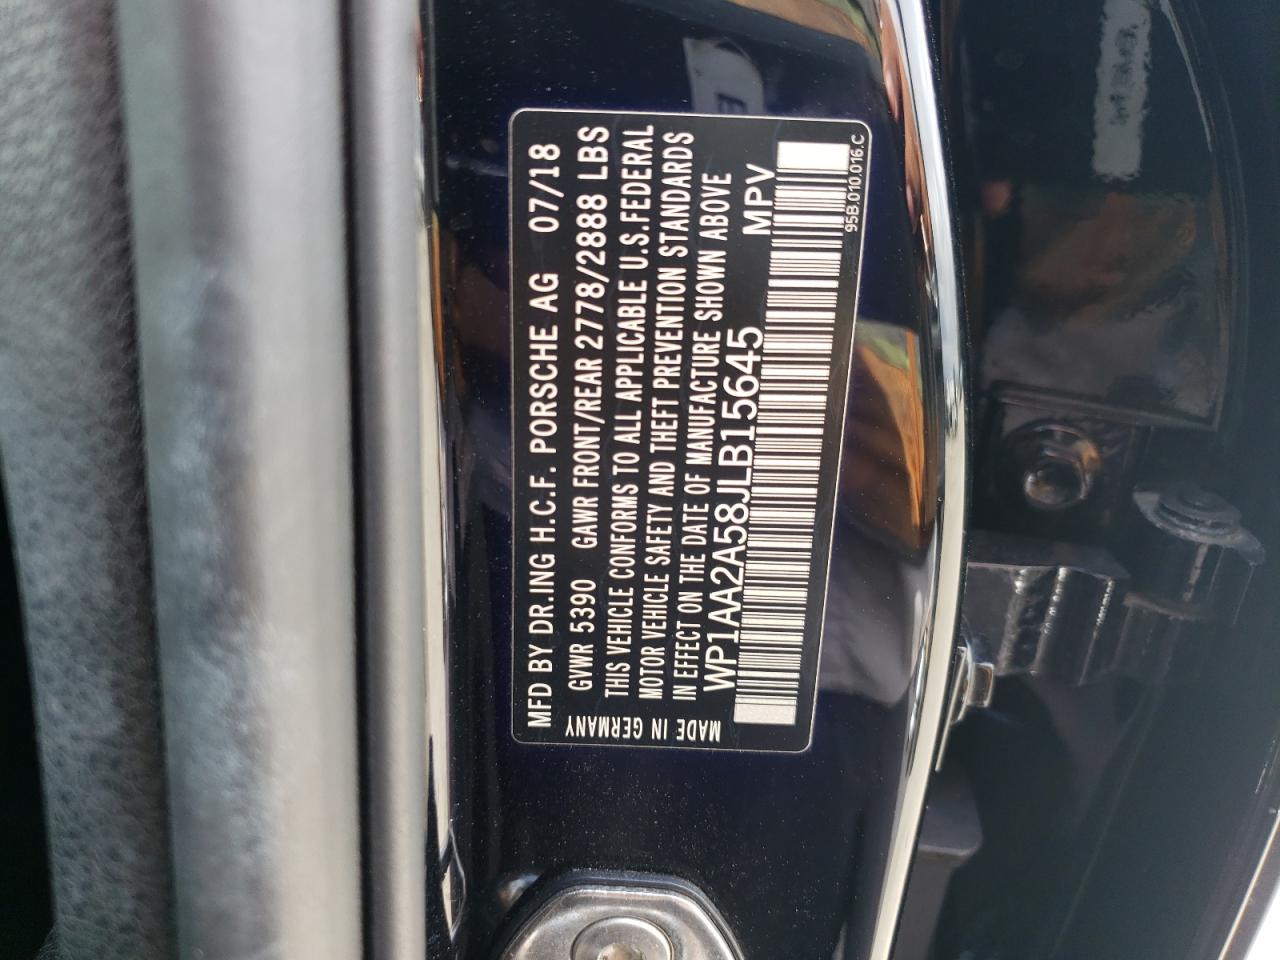 MFD BY DR.ING H.C.F. PORSCHE AG 07/18
GVWR 5390 GAWR FRONT/REAR 2778/2888 LBS
THIS VEHICLE CONFORMS TO ALL APPLICABLE U.S.FEDERAL
MOTOR VEHICLE SAFETY AND THEFT PREVENTION STANDARDS
IN EFFECT ON THE DATE OF MANUFACTURE SHOWN ABOVE
WP1AA2A58JLB15645 MPV
MADE IN GERMANY
95B.010.016.C